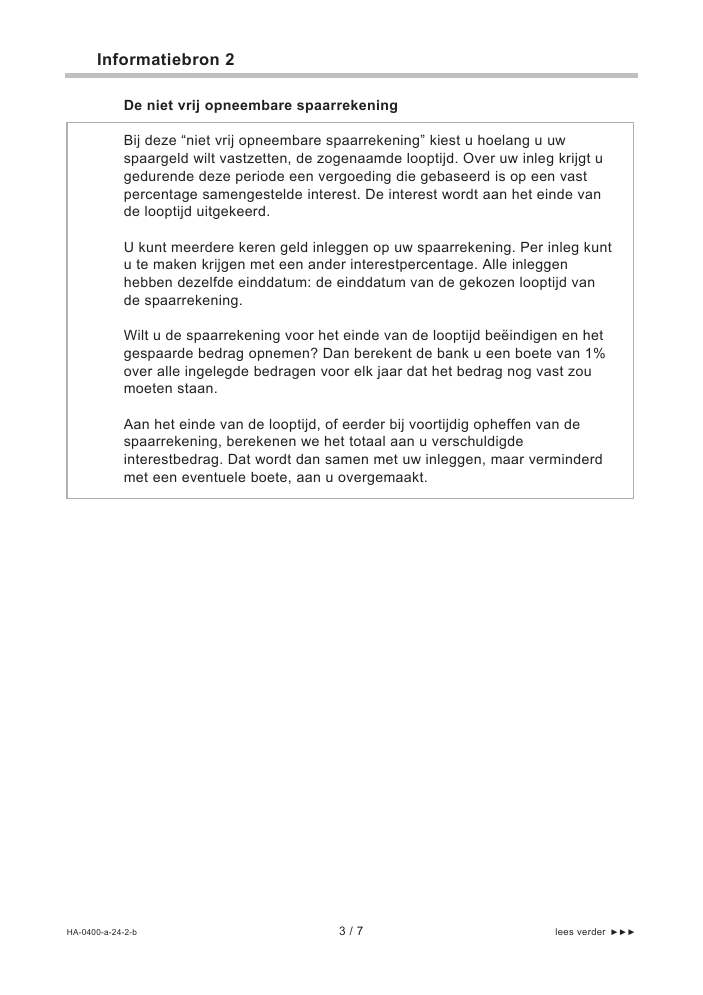 Informatiebron 2
De niet vrij opneembare spaarrekening
Bij deze “niet vrij opneembare spaarrekening” kiest u hoelang u uw
spaargeld wilt vastzetten, de zogenaamde looptijd. Over uw inleg krijgt u
gedurende deze periode een vergoeding die gebaseerd is op een vast
percentage samengestelde interest. De interest wordt aan het einde van
de looptijd uitgekeerd.
U kunt meerdere keren geld inleggen op uw spaarrekening. Per inleg kunt
u te maken krijgen met een ander interestpercentage. Alle inleggen
hebben dezelfde einddatum: de einddatum van de gekozen looptijd van
de spaarrekening.
Wilt u de spaarrekening voor het einde van de looptijd beëindigen en het
gespaarde bedrag opnemen? Dan berekent de bank u een boete van 1%
over alle ingelegde bedragen voor elk jaar dat het bedrag nog vast zou
moeten staan.
Aan het einde van de looptijd, of eerder bij voortijdig opheffen van de
spaarrekening, berekenen we het totaal aan u verschuldigde
interestbedrag. Dat wordt dan samen met uw inleggen, maar verminderd
met een eventuele boete, aan u overgemaakt.
HA-0400-a-24-2-b
3 / 7
lees verder ►►►